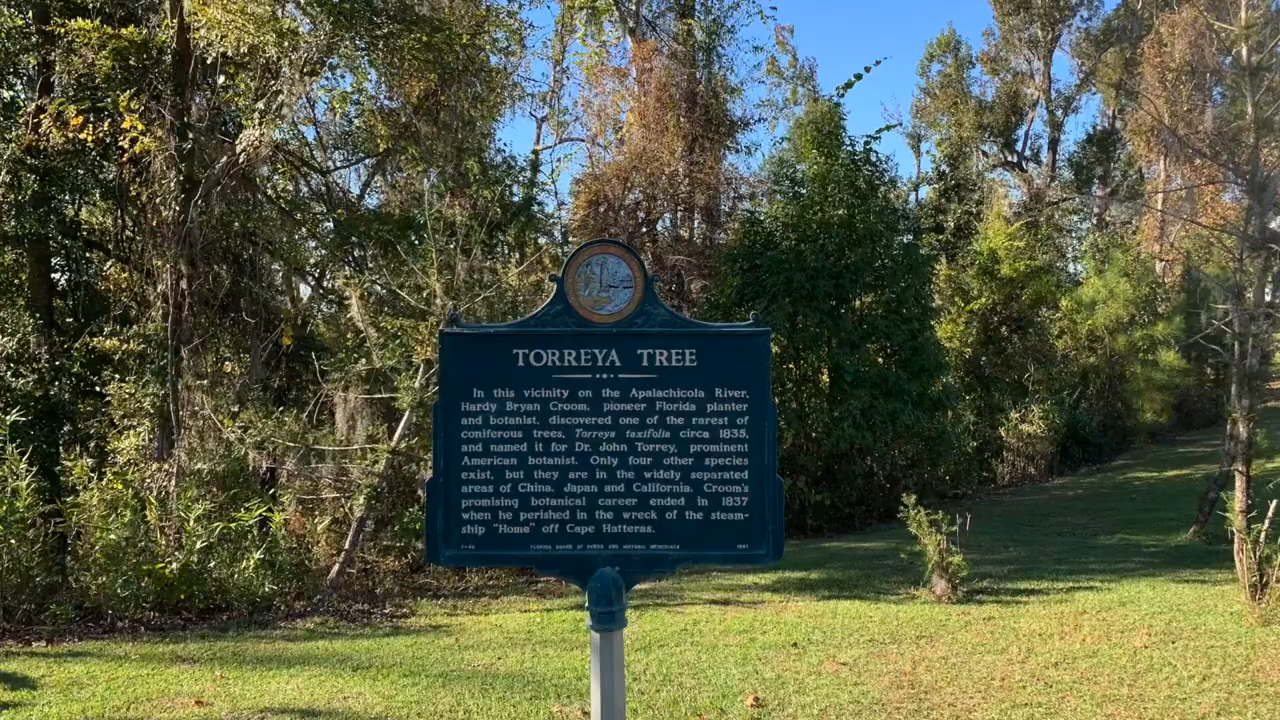 TORREYA TREE
In this vicinity on the Apalachicola River,
Hardy Bryan Croom, pioneer Florida planter
and botanist, discovered one of the rarest of
coniferous trees, Torreya taxifolia circa 1835,
and named it for Dr. John Torrey, prominent
American botanist. Only four other species
exist, but they are in the widely separated
areas of China, Japan and California. Croom's
promising botanical career ended in 1837
when he perished in the wreck of the steam-
ship "Home" off Cape Hatteras.
FLORIDA BOARD OF PARKS AND HISTORIC MEMORIALS